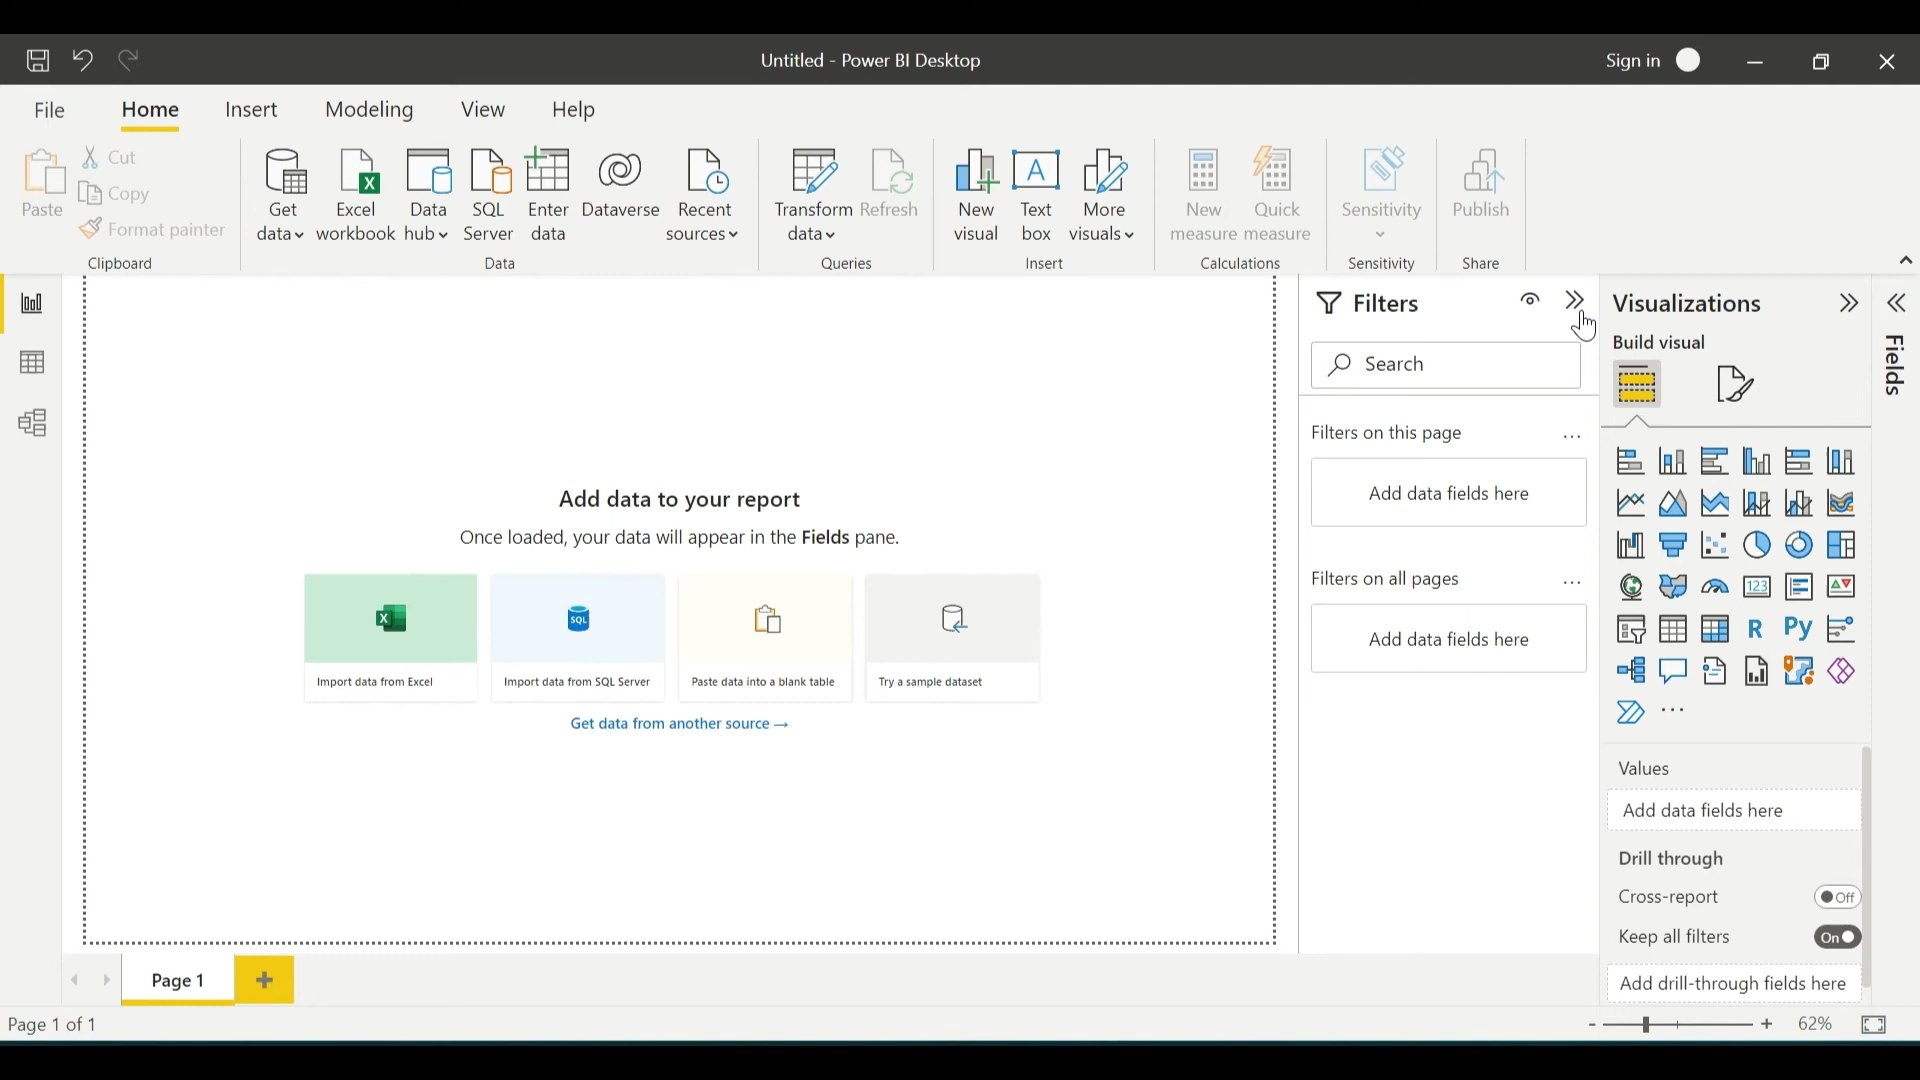 Untitled - Power BI Desktop
Sign in
File
Home
Insert
Modeling
View
Help
Paste
Cut
Copy
Format painter
Clipboard
Get data
Excel workbook
Data hub
SQL Server
Enter data
Dataverse
Recent sources
Data
Transform data
Refresh
Queries
New visual
Text box
More visuals
Insert
New measure
Quick measure
Calculations
Sensitivity
Sensitivity
Publish
Share
Filters
Search
Filters on this page
...
Add data fields here
Filters on all pages
...
Add data fields here
Visualizations
Build visual
123
R
Py
...
Values
Add data fields here
Drill through
Cross-report
Off
Keep all filters
On
Add drill-through fields here
Fields
Add data to your report
Once loaded, your data will appear in the Fields pane.
SQL
Import data from Excel
Import data from SQL Server
Paste data into a blank table
Try a sample dataset
Get data from another source →
Page 1
+
Page 1 of 1
-
+
62%